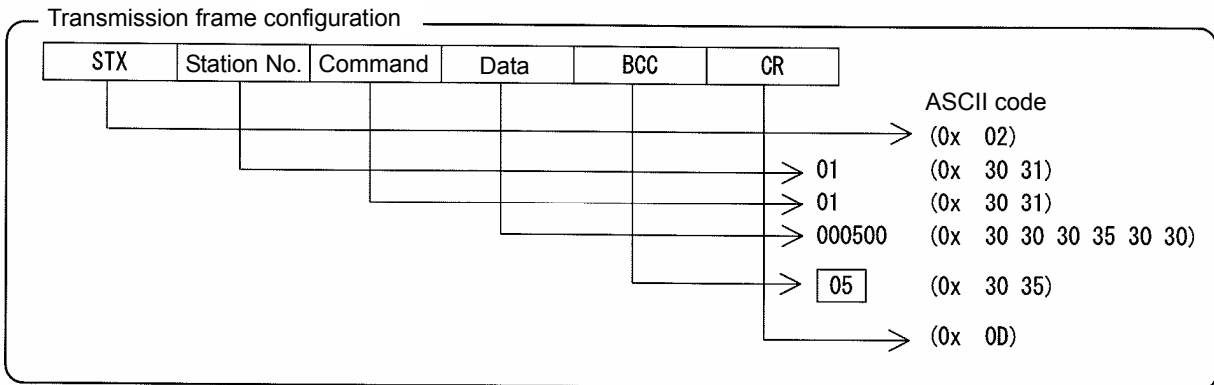 Transmission frame configuration
STX Station No. Command Data BCC CR
ASCII code
(0x 02)
01 (0x 30 31)
01 (0x 30 31)
000500 (0x 30 30 30 35 30 30)
05 (0x 30 35)
(0x 0D)